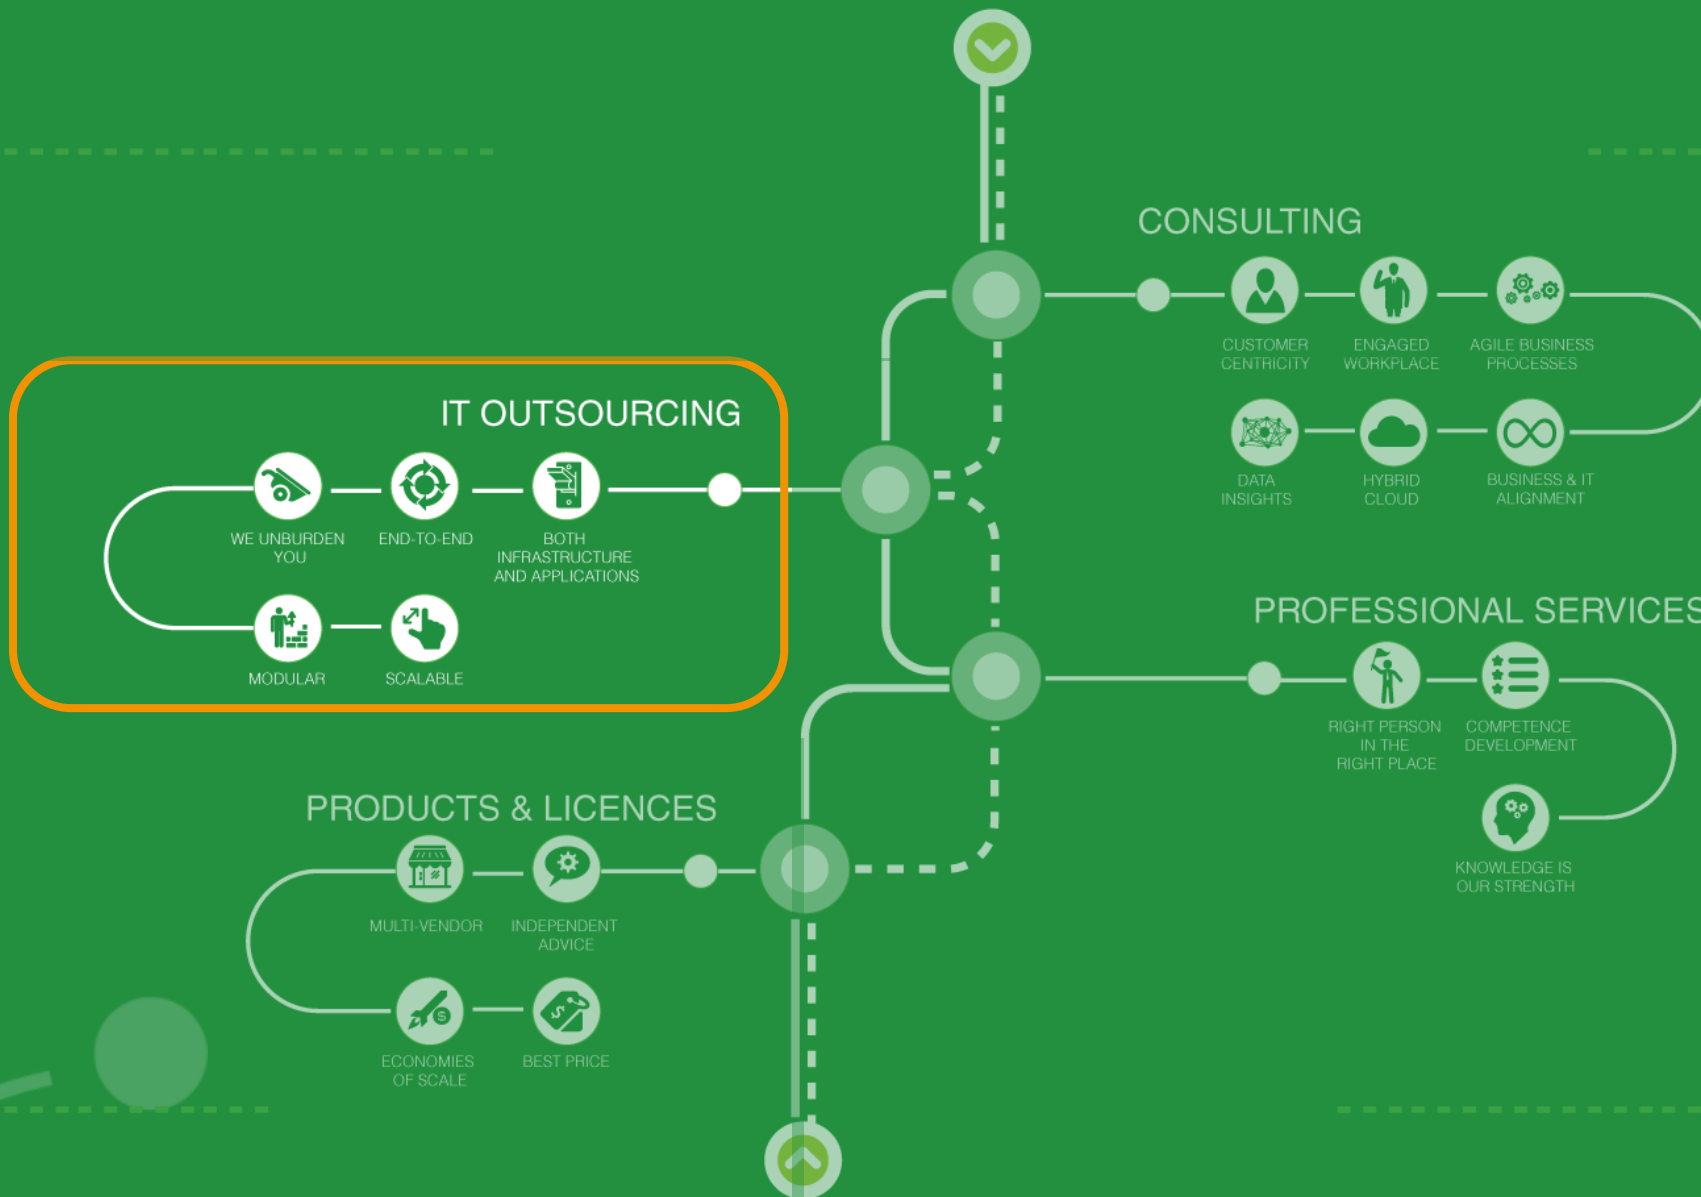 CONSULTING
CUSTOMER
CENTRICITY
ENGAGED
WORKPLACE
AGILE BUSINESS
PROCESSES
DATA
INSIGHTS
HYBRID
CLOUD
BUSINESS & IT
ALIGNMENT
IT OUTSOURCING
WE UNBURDEN
YOU
END-TO-END
BOTH
INFRASTRUCTURE
AND APPLICATIONS
MODULAR
SCALABLE
PROFESSIONAL SERVICES
RIGHT PERSON
IN THE
RIGHT PLACE
COMPETENCE
DEVELOPMENT
KNOWLEDGE IS
OUR STRENGTH
PRODUCTS & LICENCES
MULTI-VENDOR
INDEPENDENT
ADVICE
ECONOMIES
OF SCALE
BEST PRICE